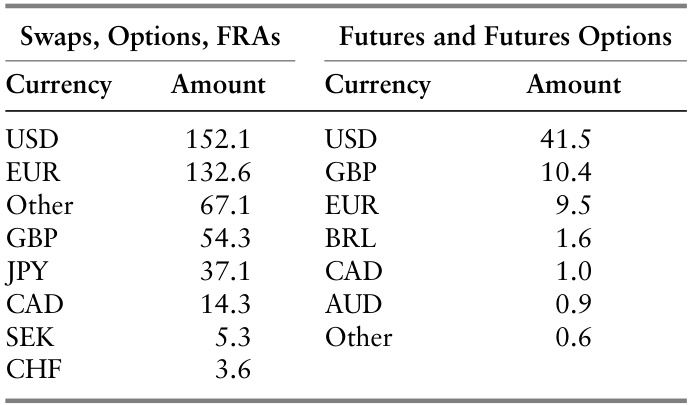 Swaps, Options, FRAs Futures and Futures Options
Currency Amount Currency Amount
USD 152.1 USD 41.5
EUR 132.6 GBP 10.4
Other 67.1 EUR 9.5
GBP 54.3 BRL 1.6
JPY 37.1 CAD 1.0
CAD 14.3 AUD 0.9
SEK 5.3 Other 0.6
CHF 3.6